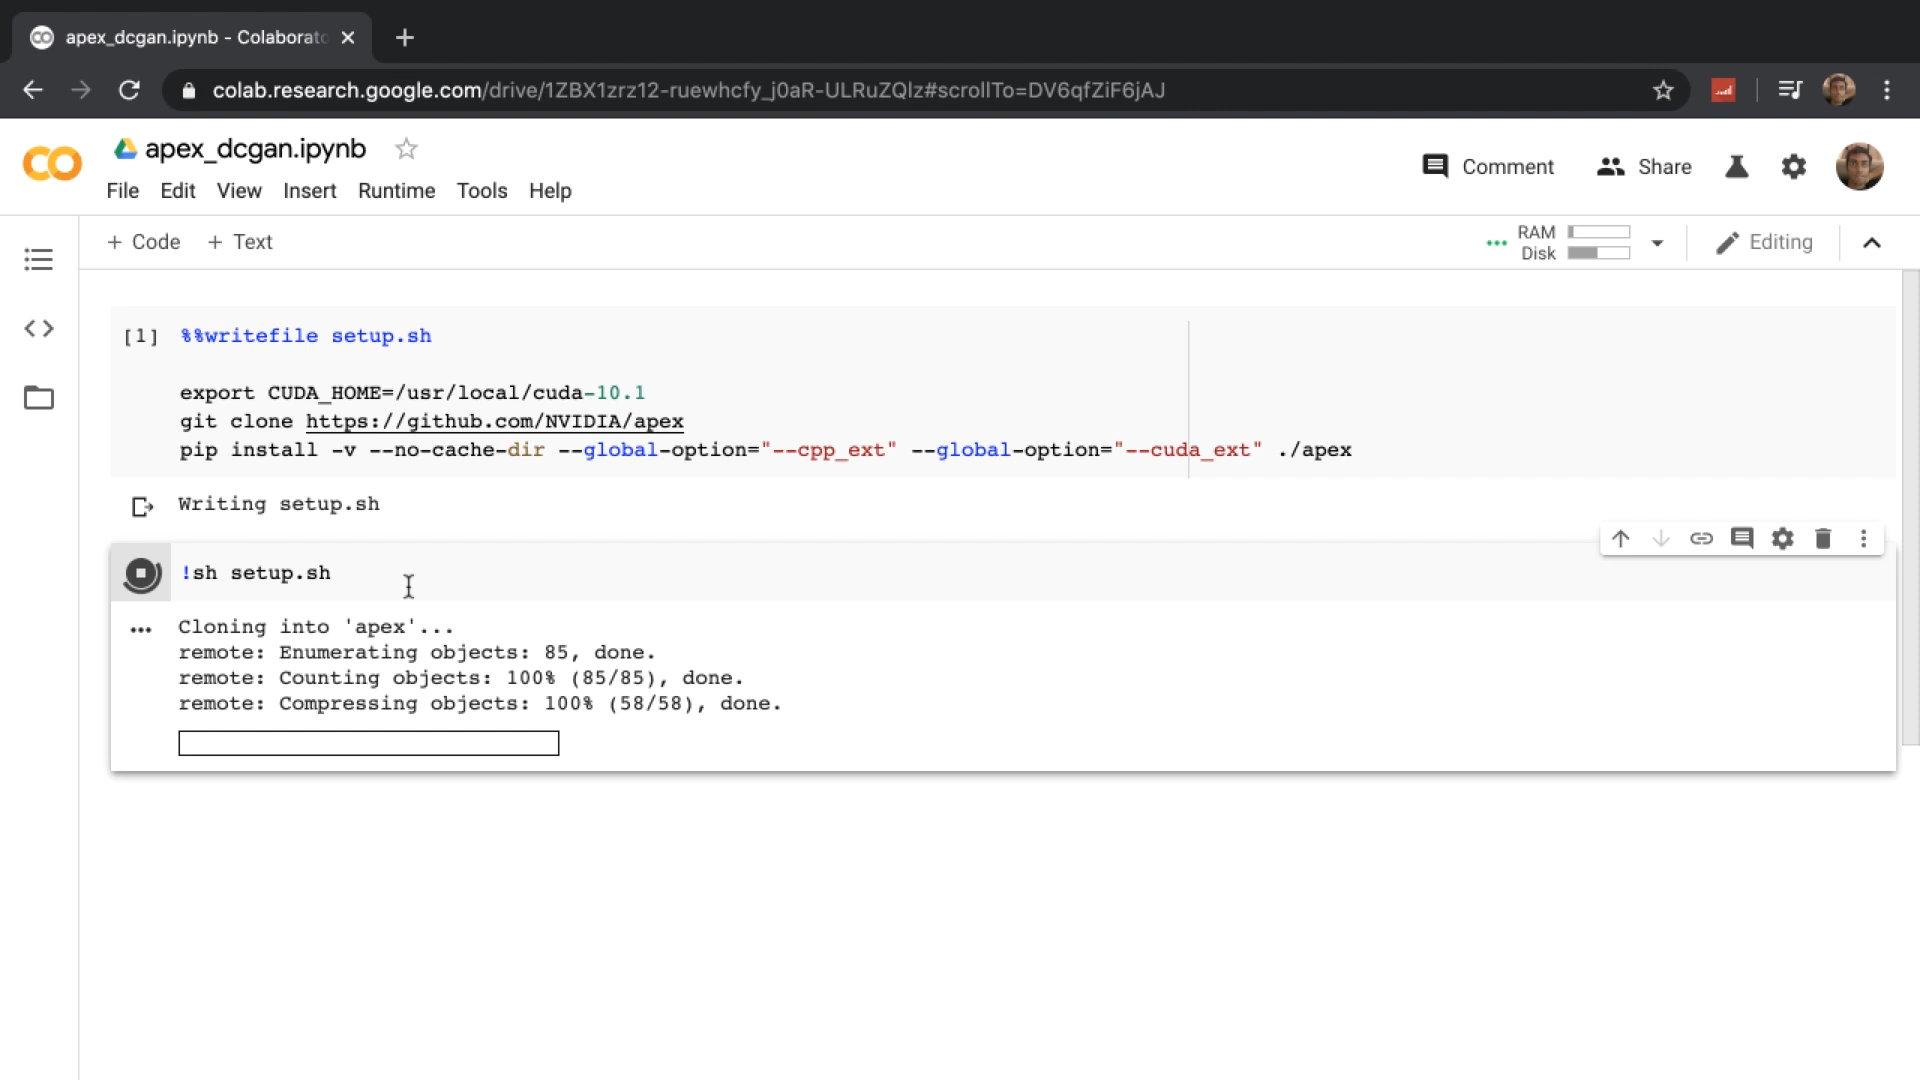 apex_dcgan.ipynb - Colaborato
colab.research.google.com/drive/1ZBX1zrz12-ruewhcfy_j0aR-ULRuZQlz#scrollTo=DV6qfZiF6jAJ
apex_dcgan.ipynb
Comment
Share
File Edit View Insert Runtime Tools Help
+ Code + Text
RAM
Disk
Editing
[1] %%writefile setup.sh
export CUDA_HOME=/usr/local/cuda-10.1
git clone https://github.com/NVIDIA/apex
pip install -v --no-cache-dir --global-option="--cpp_ext" --global-option="--cuda_ext" ./apex
Writing setup.sh
!sh setup.sh
Cloning into 'apex'...
remote: Enumerating objects: 85, done.
remote: Counting objects: 100% (85/85), done.
remote: Compressing objects: 100% (58/58), done.